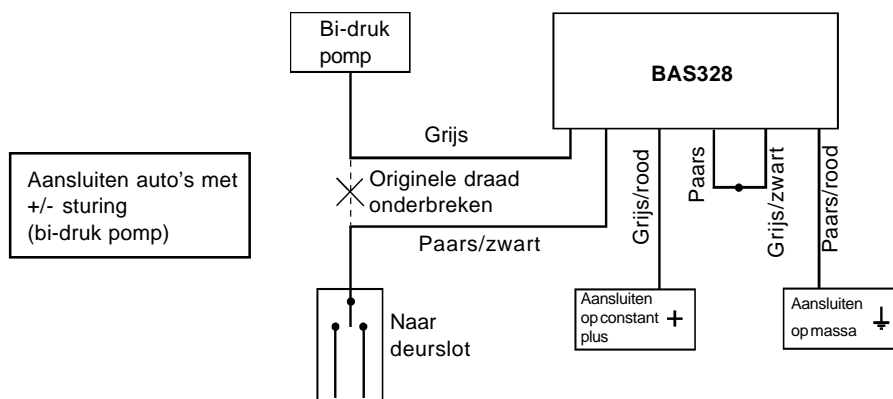 Bi-druk
pomp
BAS328
Grijs
Aansluiten auto's met
+/- sturing
(bi-druk pomp)
Originele draad
onderbreken
Paars/zwart
Grijs/rood
Paars
Grijs/zwart
Paars/rood
Naar
deurslot
Aansluiten
op constant +
plus
Aansluiten
op massa